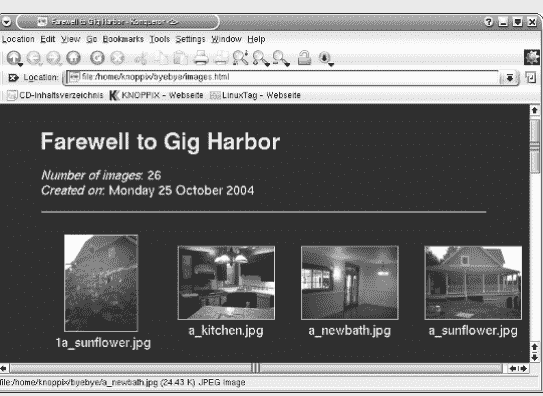 Farewell to Gig Harbor - Konqueror <2>
Location Edit View Go Bookmarks Tools Settings Window Help
Location: file:/home/knoppix/byebye/images.html
CD-Inhaltsverzeichnis KNOPPIX - Webseite LinuxTag - Webseite
Farewell to Gig Harbor
Number of images: 26
Created on: Monday 25 October 2004
1a_sunflower.jpg a_kitchen.jpg a_newbath.jpg a_sunflower.jpg
file:/home/knoppix/byebye/a_newbath.jpg (24.43 K) JPEG Image